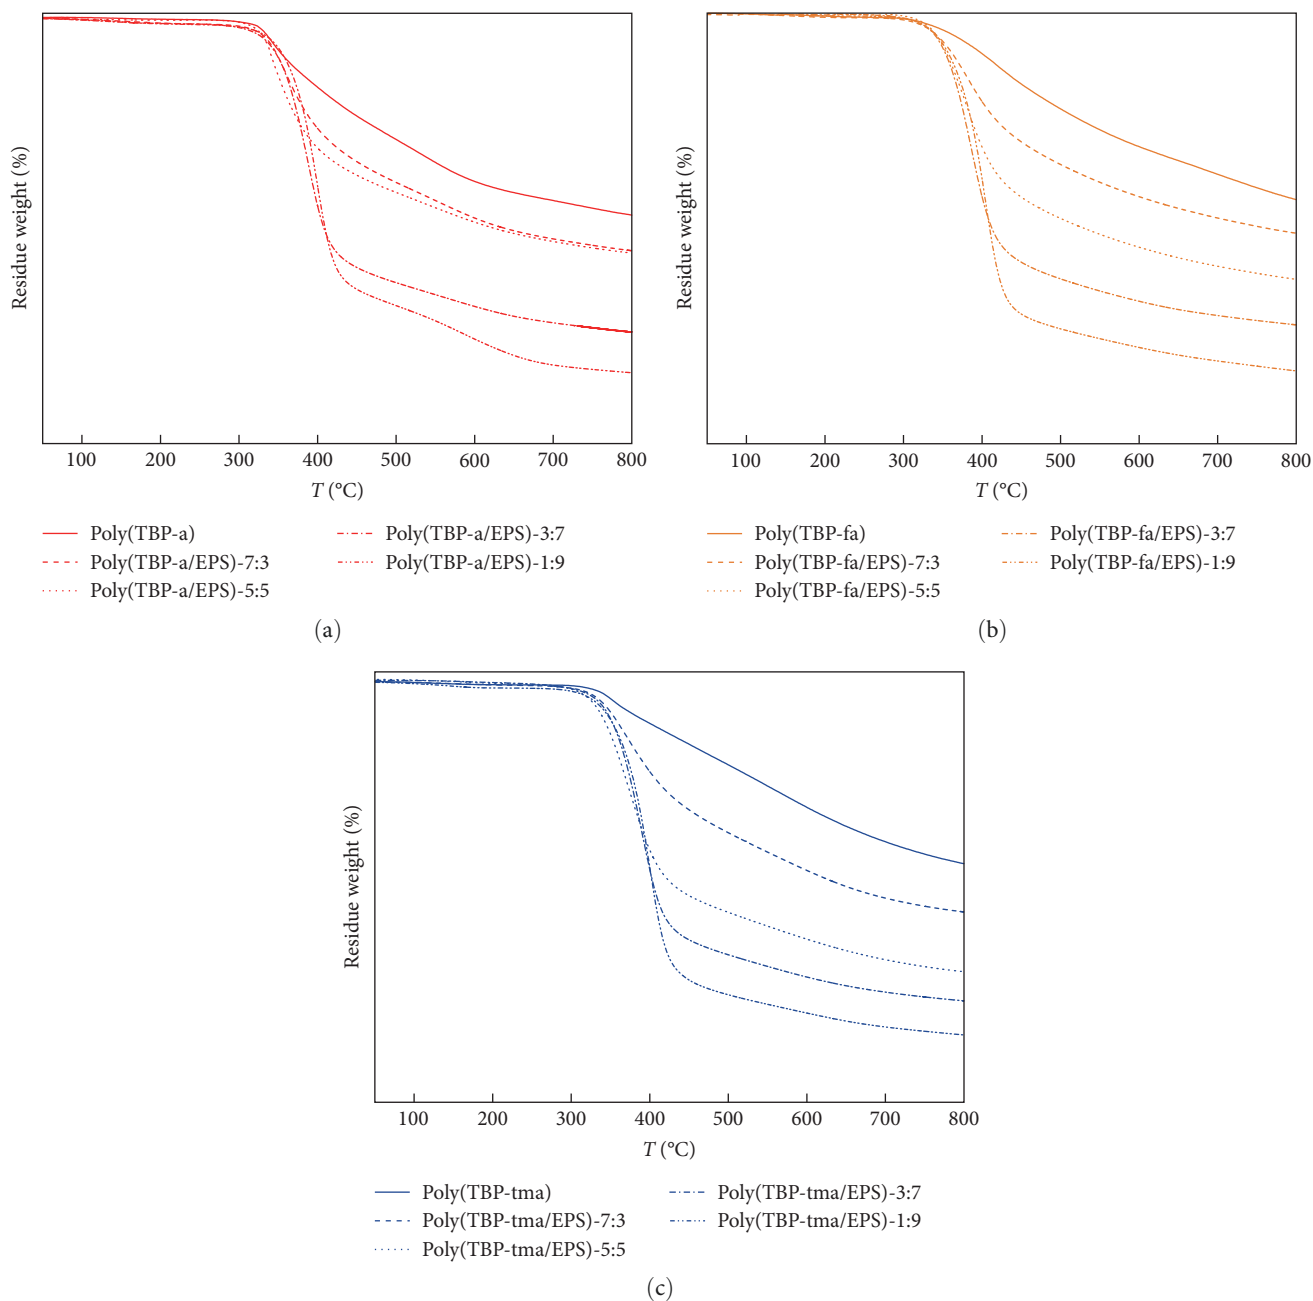 Residue weight (%)
100 200 300 400 500 600 700 800
T (°C)
Poly(TBP-a)
Poly(TBP-a/EPS)-7:3
Poly(TBP-a/EPS)-5:5
Poly(TBP-a/EPS)-3:7
Poly(TBP-a/EPS)-1:9
(a)
Residue weight (%)
100 200 300 400 500 600 700 800
T (°C)
Poly(TBP-fa)
Poly(TBP-fa/EPS)-7:3
Poly(TBP-fa/EPS)-5:5
Poly(TBP-fa/EPS)-3:7
Poly(TBP-fa/EPS)-1:9
(b)
Residue weight (%)
100 200 300 400 500 600 700 800
T (°C)
Poly(TBP-tma)
Poly(TBP-tma/EPS)-7:3
Poly(TBP-tma/EPS)-5:5
Poly(TBP-tma/EPS)-3:7
Poly(TBP-tma/EPS)-1:9
(c)